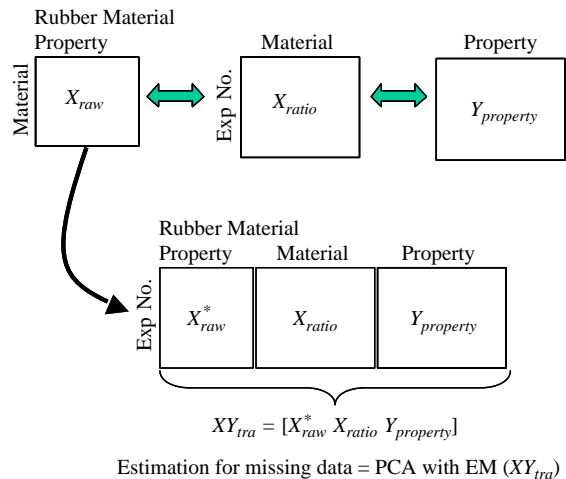 Rubber Material
Property
Material
Property
Material
X_raw
Exp No.
X_ratio
Y_property
Rubber Material
Property
Material
Property
Exp No.
X*_raw
X_ratio
Y_property
XY_tra = [X*_raw X_ratio Y_property]
Estimation for missing data = PCA with EM (XY_tra)